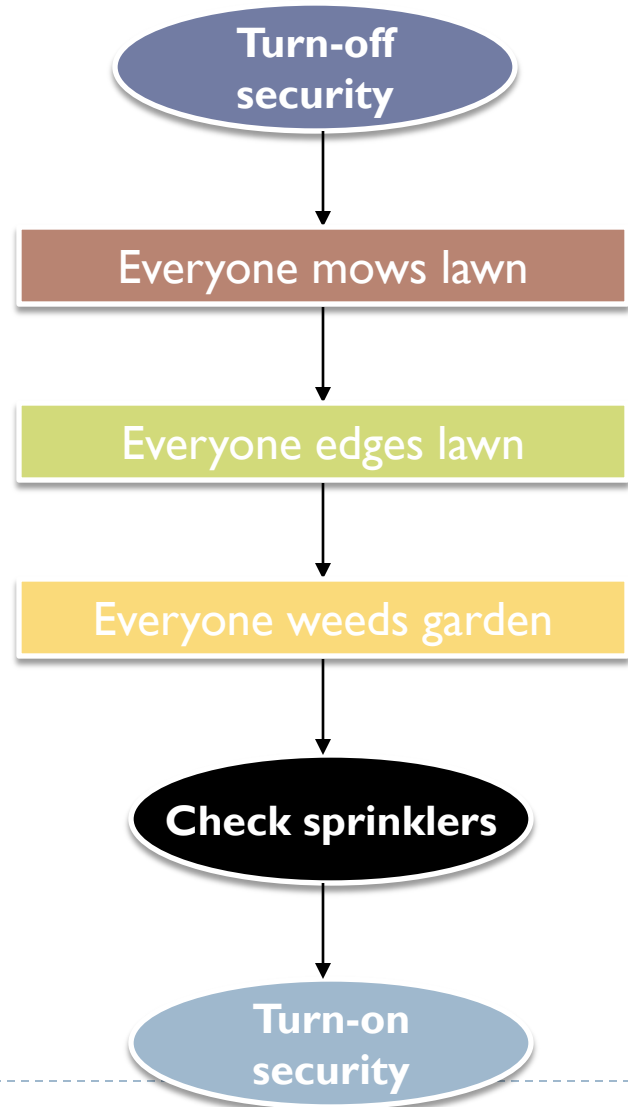 Turn-off
security
Everyone mows lawn
Everyone edges lawn
Everyone weeds garden
Check sprinklers
Turn-on
security